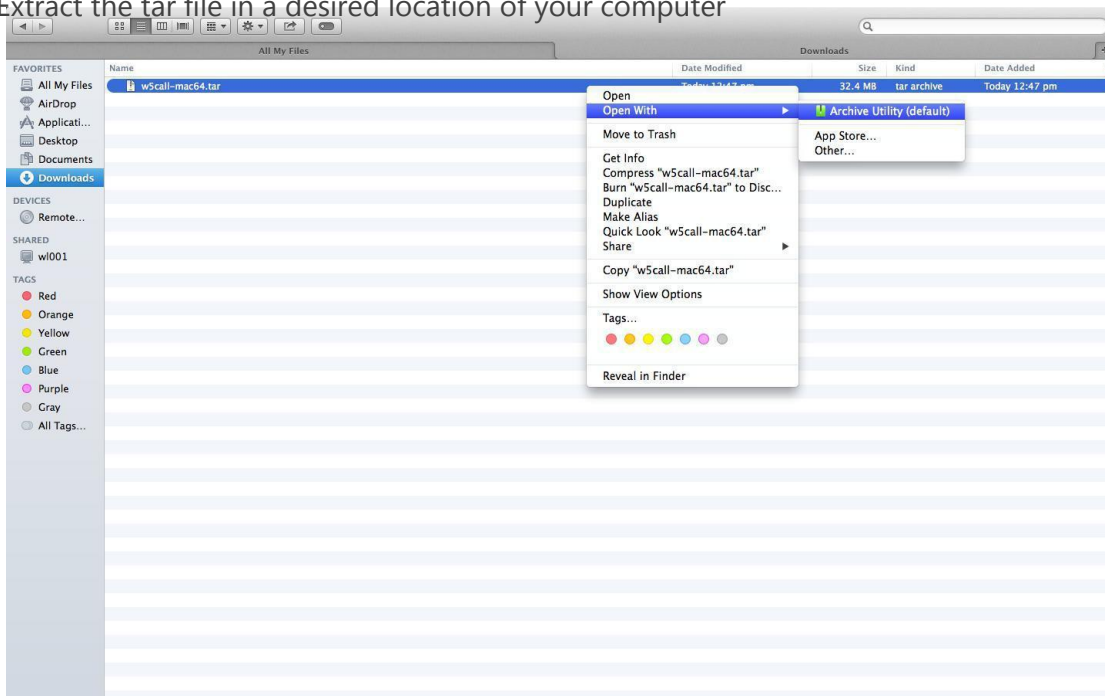 Extract the tar file in a desired location of your computer
All My Files
Downloads
FAVORITES
All My Files
AirDrop
Applicati...
Desktop
Documents
Downloads
DEVICES
Remote...
SHARED
wl001
TAGS
Red
Orange
Yellow
Green
Blue
Purple
Gray
All Tags...
Name Date Modified Size Kind Date Added
w5call-mac64.tar Today 12:47 pm 32.4 MB tar archive Today 12:47 pm
Open
Open With
Move to Trash
Get Info
Compress "w5call-mac64.tar"
Burn "w5call-mac64.tar" to Disc...
Duplicate
Make Alias
Quick Look "w5call-mac64.tar"
Share
Copy "w5call-mac64.tar"
Show View Options
Tags...
Reveal in Finder
Archive Utility (default)
App Store...
Other...